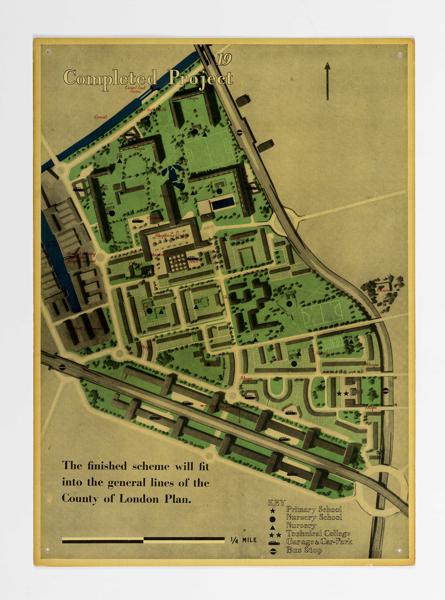 19
Completed Project
The finished scheme will fit
into the general lines of the
County of London Plan.
1/4 MILE
KEY
Primary School
Nursery School
Nursery
Technical College
Garage & Car-Park
Bus Stop